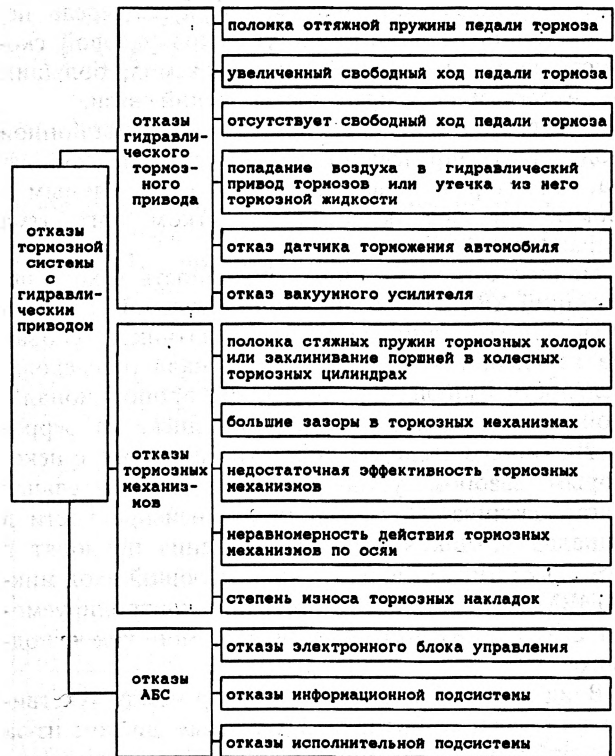 поломка оттяжной пружины педали тормоза
увеличенный свободный ход педали тормоза
отсутствует свободный ход педали тормоза
отказы
гидравли-
ческого
тормоз-
ного
привода
попадание воздуха в гидравлический
привод тормозов или утечка из него
тормозной жидкости
отказ датчика торможения автомобиля
отказ вакуумного усилителя
отказы
тормозной
системы
с
гидравли-
ческим
приводом
поломка стяжных пружин тормозных колодок
или заклинивание поршней в колесных
тормозных цилиндрах
большие зазоры в тормозных механизмах
отказы
тормозных
механиз-
мов
недостаточная эффективность тормозных
механизмов
неравномерность действия тормозных
механизмов по осям
степень износа тормозных накладок
отказы
АБС
отказы электронного блока управления
отказы информационной подсистемы
отказы исполнительной подсистемы